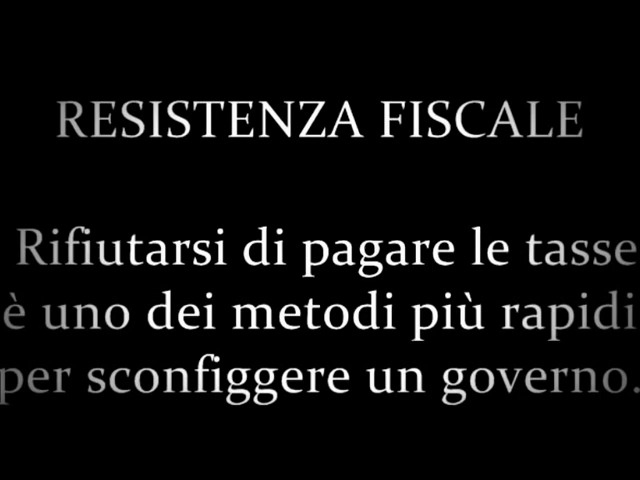 RESISTENZA FISCALE
Rifiutarsi di pagare le tasse
è uno dei metodi più rapidi
per sconfiggere un governo.